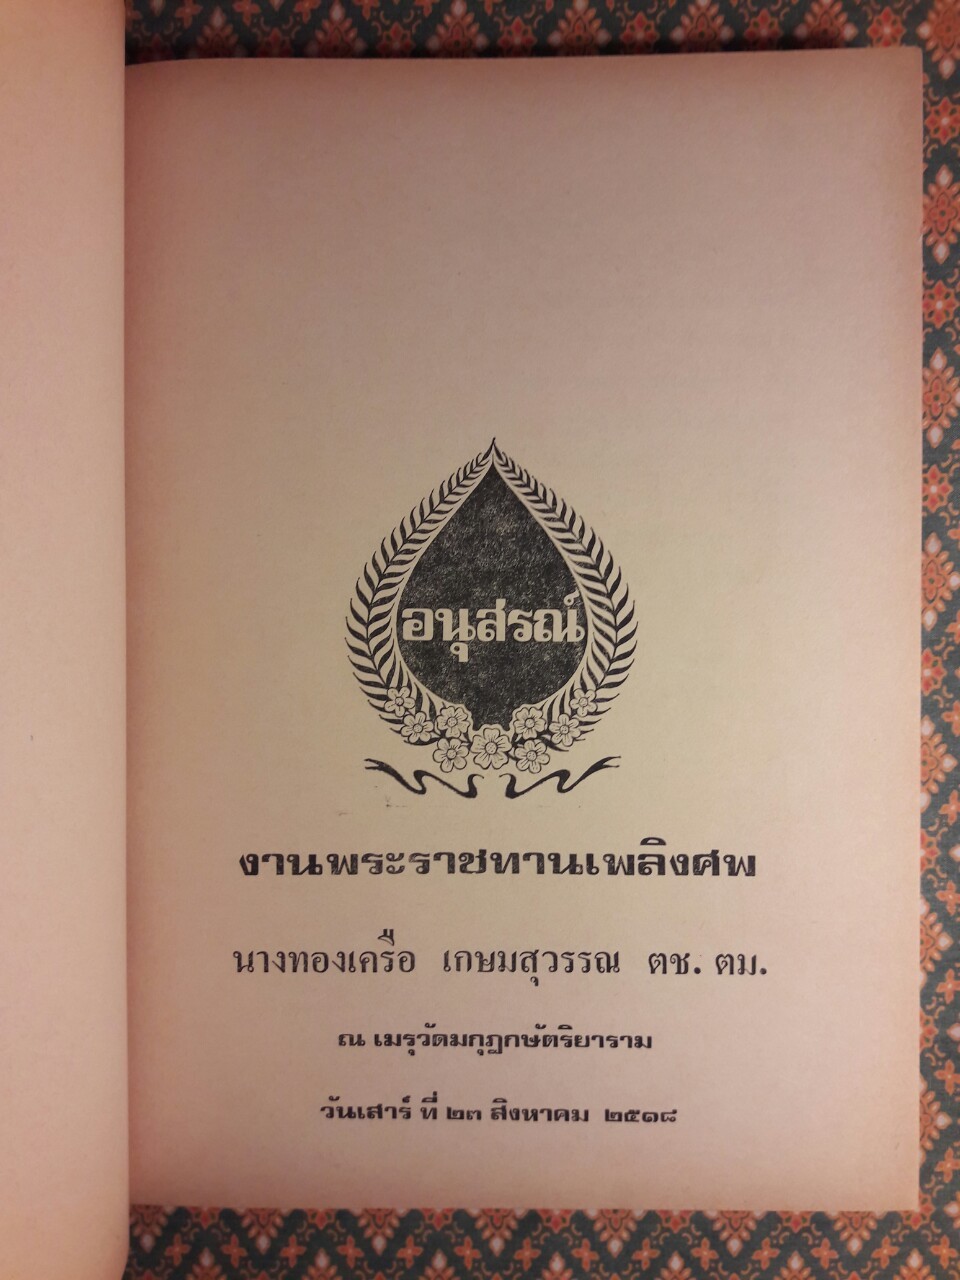 อนุสรณ์
งานพระราชทานเพลิงศพ
นางทองเครือ เกษมสุวรรณ ตช. ตม.
ณ เมรุวัดมกุฏกษัตริยาราม
วันเสาร์ ที่ ๒๓ สิงหาคม ๒๕๑๘